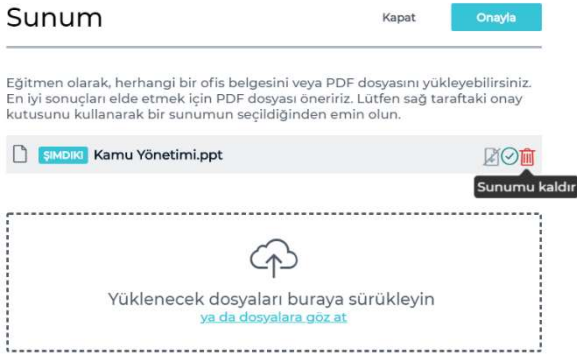 Sunum
Kapat
Onayla
Eğitmen olarak, herhangi bir ofis belgesini veya PDF dosyasını yükleyebilirsiniz.
En iyi sonuçları elde etmek için PDF dosyası öneririz. Lütfen sağ taraftaki onay
kutusunu kullanarak bir sunumun seçildiğinden emin olun.
ŞIMDIKI Kamu Yönetimi.ppt
Sunumu kaldır
Yüklenecek dosyaları buraya sürükleyin
ya da dosyalara göz at